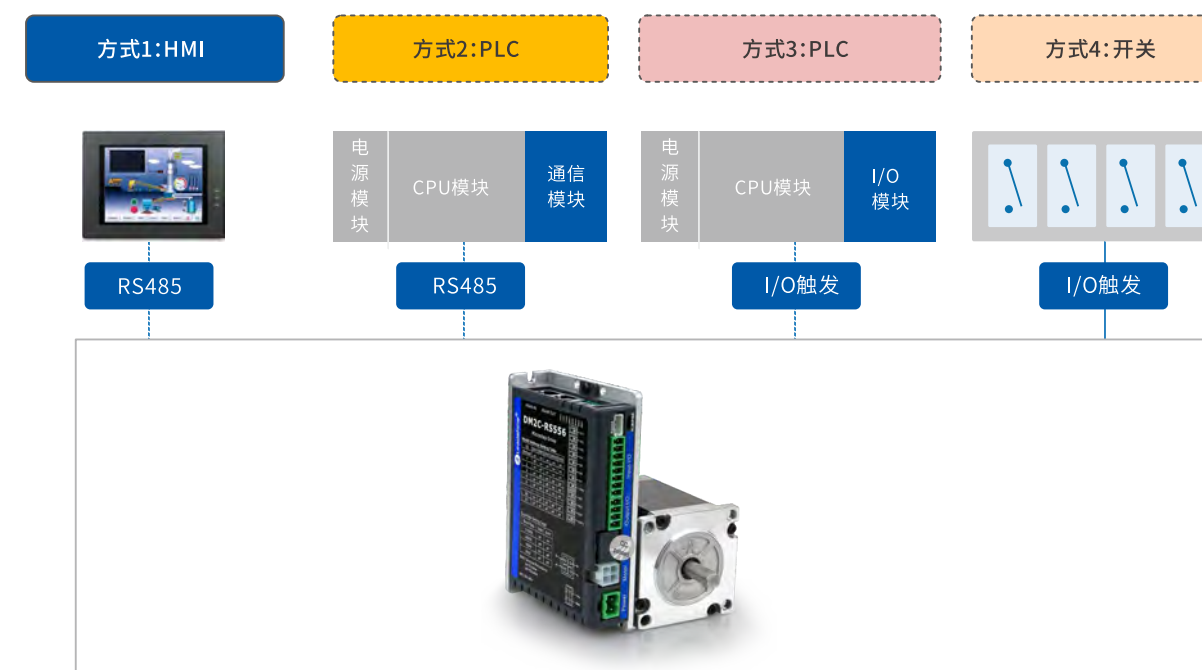 方式1:HMI
方式2:PLC
方式3:PLC
方式4:开关
电源模块
CPU模块
通信
模块
电源模块
CPU模块
I/O
模块
RS485
RS485
I/O触发
I/O触发
DM2C-RS556